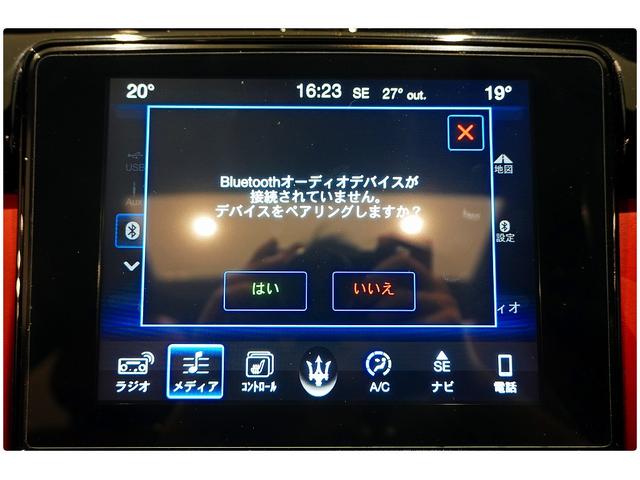 20°
16:23 SE 27° out.
19°
USB
Aux
Bluetoothオーディオデバイスが
接続されていません。
デバイスをペアリングしますか？
はい
いいえ
地図
設定
ィオ
ラジオ
メディア
コントロール
A/C
SE
ナビ
電話